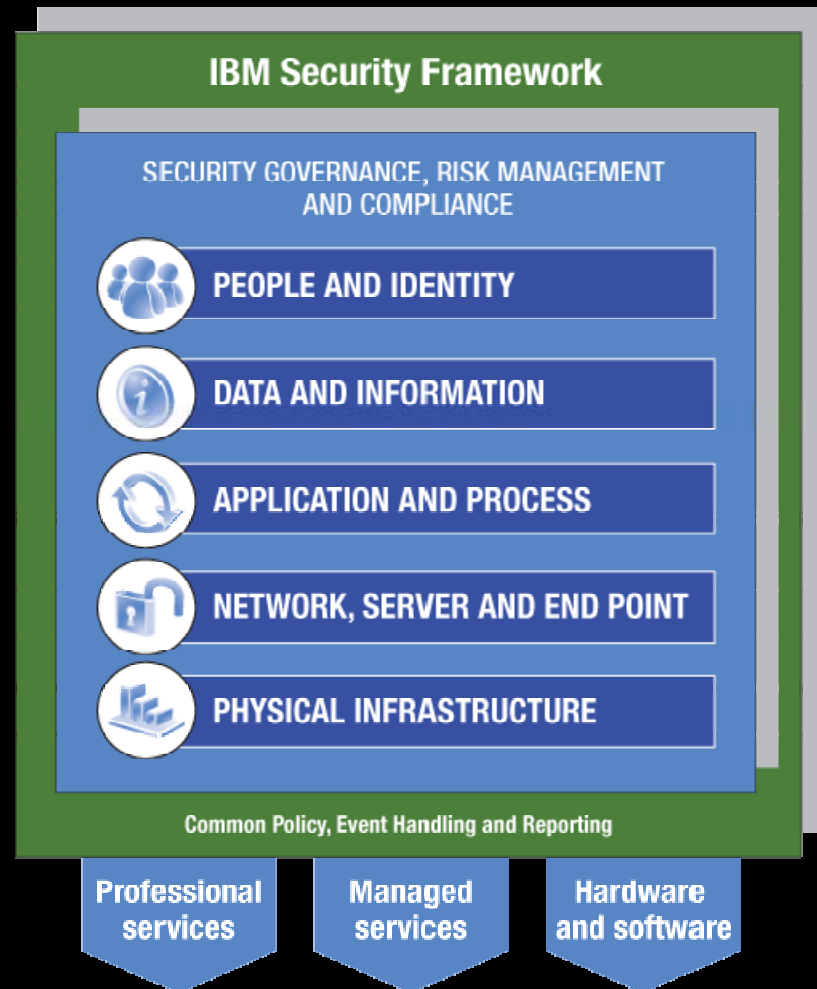 IBM Security Framework
SECURITY GOVERNANCE, RISK MANAGEMENT
AND COMPLIANCE
PEOPLE AND IDENTITY
i
DATA AND INFORMATION
APPLICATION AND PROCESS
NETWORK, SERVER AND END POINT
PHYSICAL INFRASTRUCTURE
Common Policy, Event Handling and Reporting
Professional
services
Managed
services
Hardware
and software